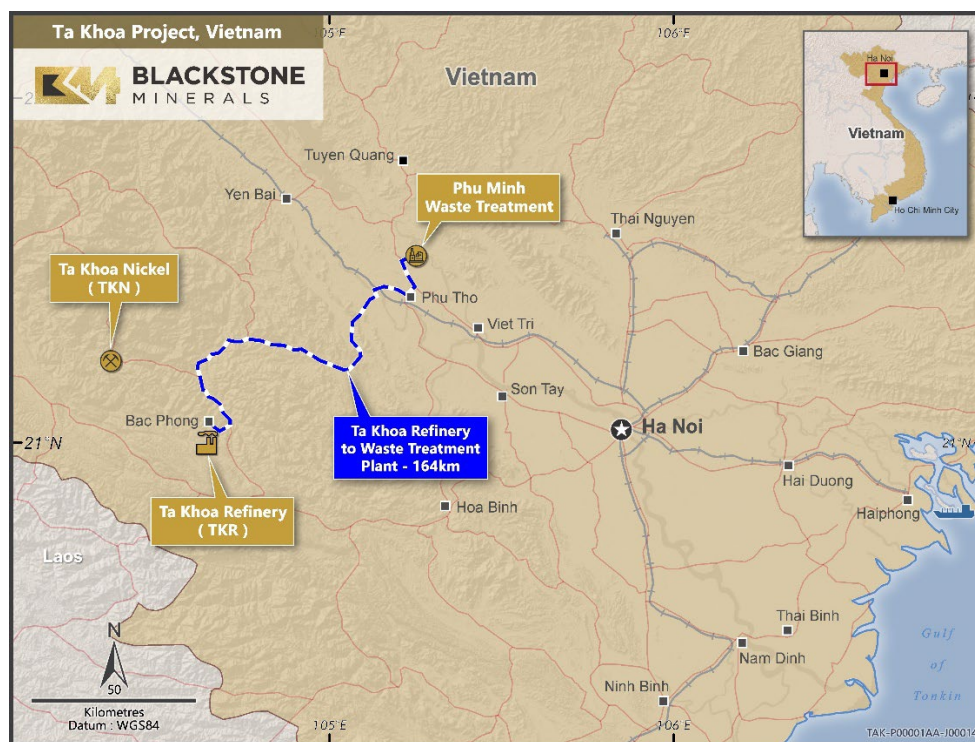 Ta Khoa Project, Vietnam
BLACKSTONE
MINERALS
105°E
106°E
Vietnam
Ha Noi
Vietnam
Ho Chi Minh City
Tuyen Quang
Yen Bai
Phu Minh
Waste Treatment
Thai Nguyen
Ta Khoa Nickel
( TKN )
Phu Tho
Viet Tri
Bac Giang
Son Tay
Bac Phong
Ta Khoa Refinery
to Waste Treatment
Plant - 164km
Ha Noi
21°N
21°N
Hai Duong
Ta Khoa Refinery
( TKR )
Hoa Binh
Haiphong
Laos
Thai Binh
Gulf
of
Tonkin
N
Nam Dinh
50
Ninh Binh
Kilometres
Datum : WGS84
105°E
106°E
TAK-P00001AA-J00014